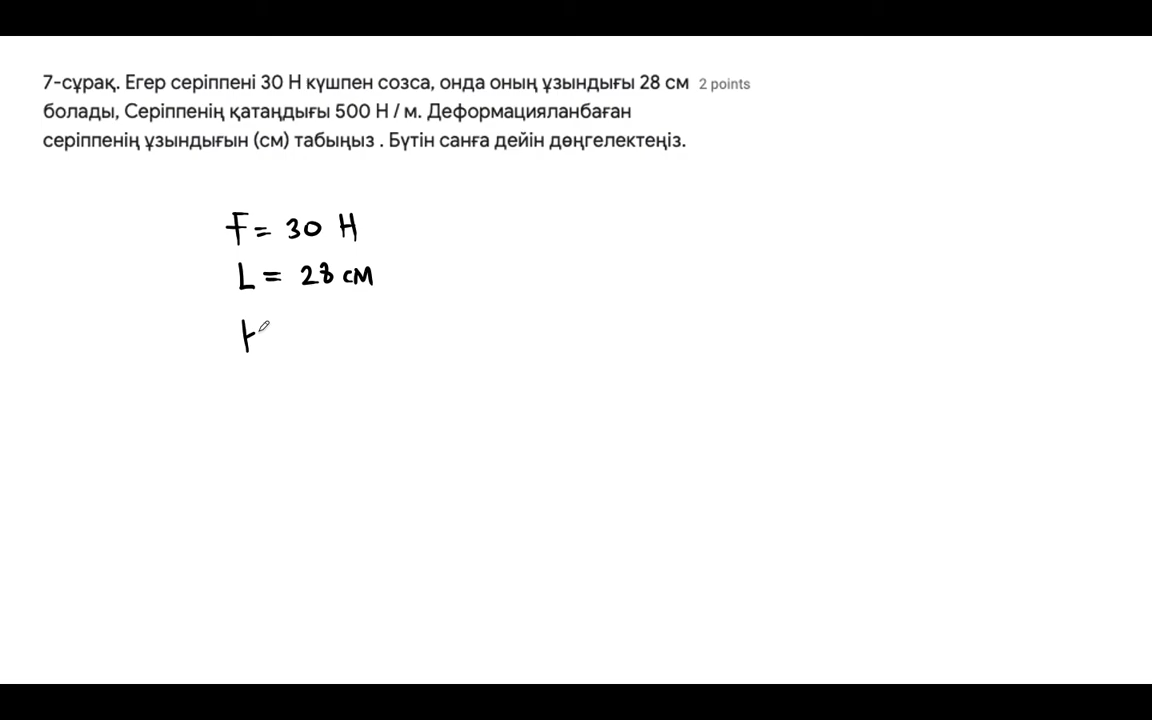 7-сұрақ. Егер серіппені 30 Н күшпен созса, онда оның ұзындығы 28 см 2 points
болады, Серіппенің қатаңдығы 500 Н / м. Деформацияланбаған
серіппенің ұзындығын (см) табыңыз . Бүтін санға дейін дөңгелектеңіз.
F = 30 Н
L = 28 см